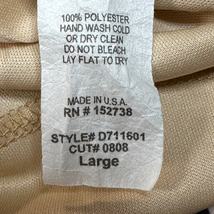 100% POLYESTER
HAND WASH COLD
OR DRY CLEAN
DO NOT BLEACH
LAY FLAT TO DRY
MADE IN U.S.A.
RN # 152738
STYLE# D711601
CUT# 0808
Large